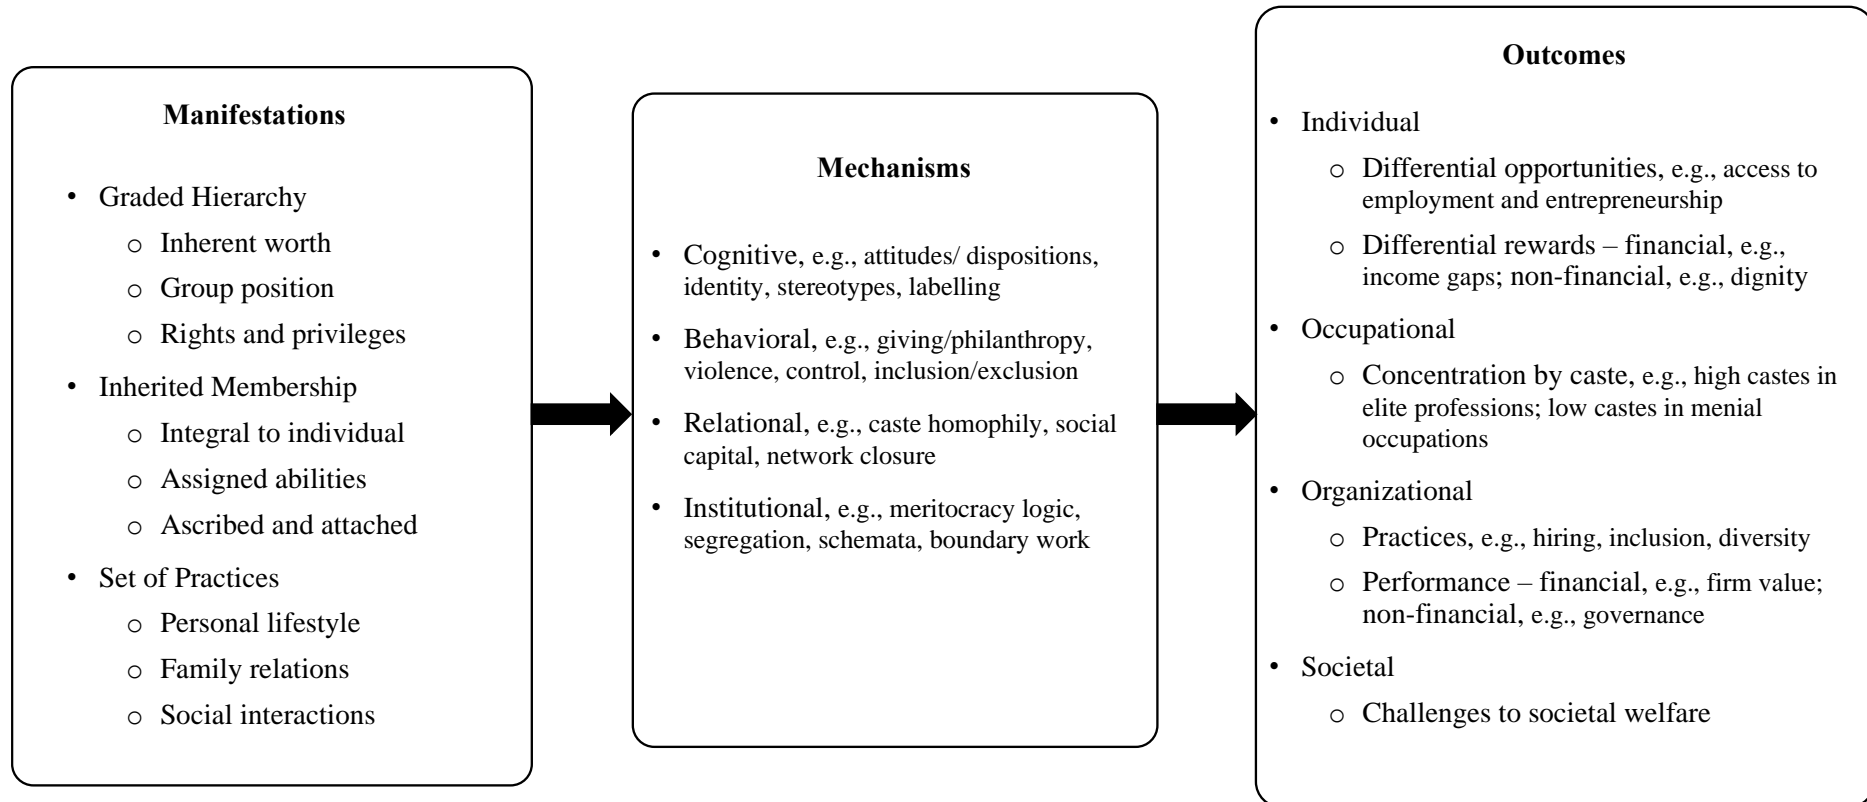 Manifestations
• Graded Hierarchy
o Inherent worth
o Group position
o Rights and privileges
• Inherited Membership
o Integral to individual
o Assigned abilities
o Ascribed and attached
• Set of Practices
o Personal lifestyle
o Family relations
o Social interactions
Mechanisms
• Cognitive, e.g., attitudes/ dispositions,
identity, stereotypes, labelling
• Behavioral, e.g., giving/philanthropy,
violence, control, inclusion/exclusion
• Relational, e.g., caste homophily, social
capital, network closure
• Institutional, e.g., meritocracy logic,
segregation, schemata, boundary work
Outcomes
• Individual
o Differential opportunities, e.g., access to
employment and entrepreneurship
o Differential rewards – financial, e.g.,
income gaps; non-financial, e.g., dignity
• Occupational
o Concentration by caste, e.g., high castes in
elite professions; low castes in menial
occupations
• Organizational
o Practices, e.g., hiring, inclusion, diversity
o Performance – financial, e.g., firm value;
non-financial, e.g., governance
• Societal
o Challenges to societal welfare